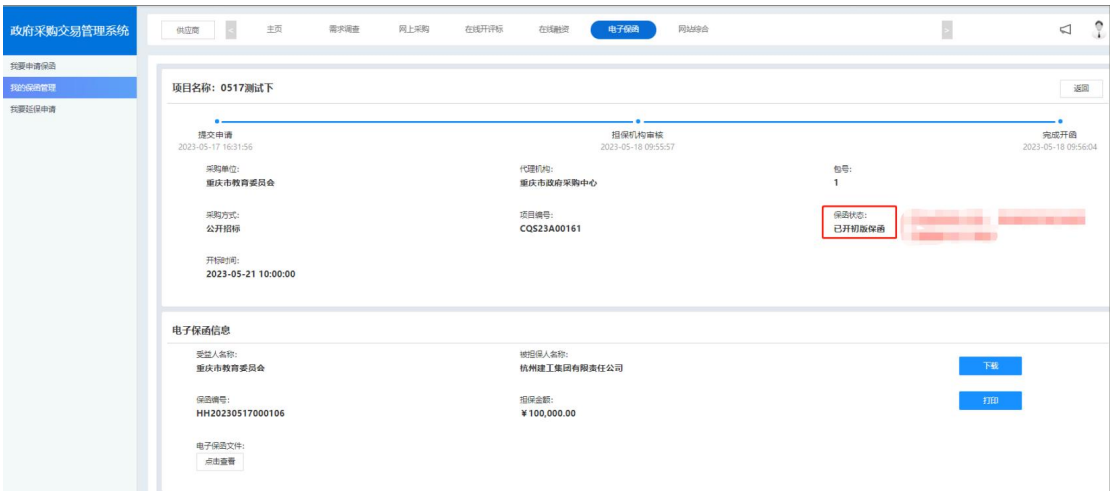 政府采购交易管理系统
供应商 < 主页 需求调查 网上采购 在线开评标 在线融资 电子保函 网站综合 >
我要申请保函
我的保函管理
我要延保申请
项目名称: 0517测试下 返回
提交申请 担保机构审核 完成开函
2023-05-17 16:31:56 2023-05-18 09:55:57 2023-05-18 09:56:04
采购单位: 代理机构: 包号:
重庆市教育委员会 重庆市政府采购中心 1
采购方式: 项目编号: 保函状态:
公开招标 CQS23A00161 已开初版保函
开标时间:
2023-05-21 10:00:00
电子保函信息
受益人名称: 被担保人名称:
重庆市教育委员会 杭州建工集团有限责任公司 下载
保函编号: 担保金额:
HH20230517000106 ¥100,000.00 打印
电子保函文件:
点击查看